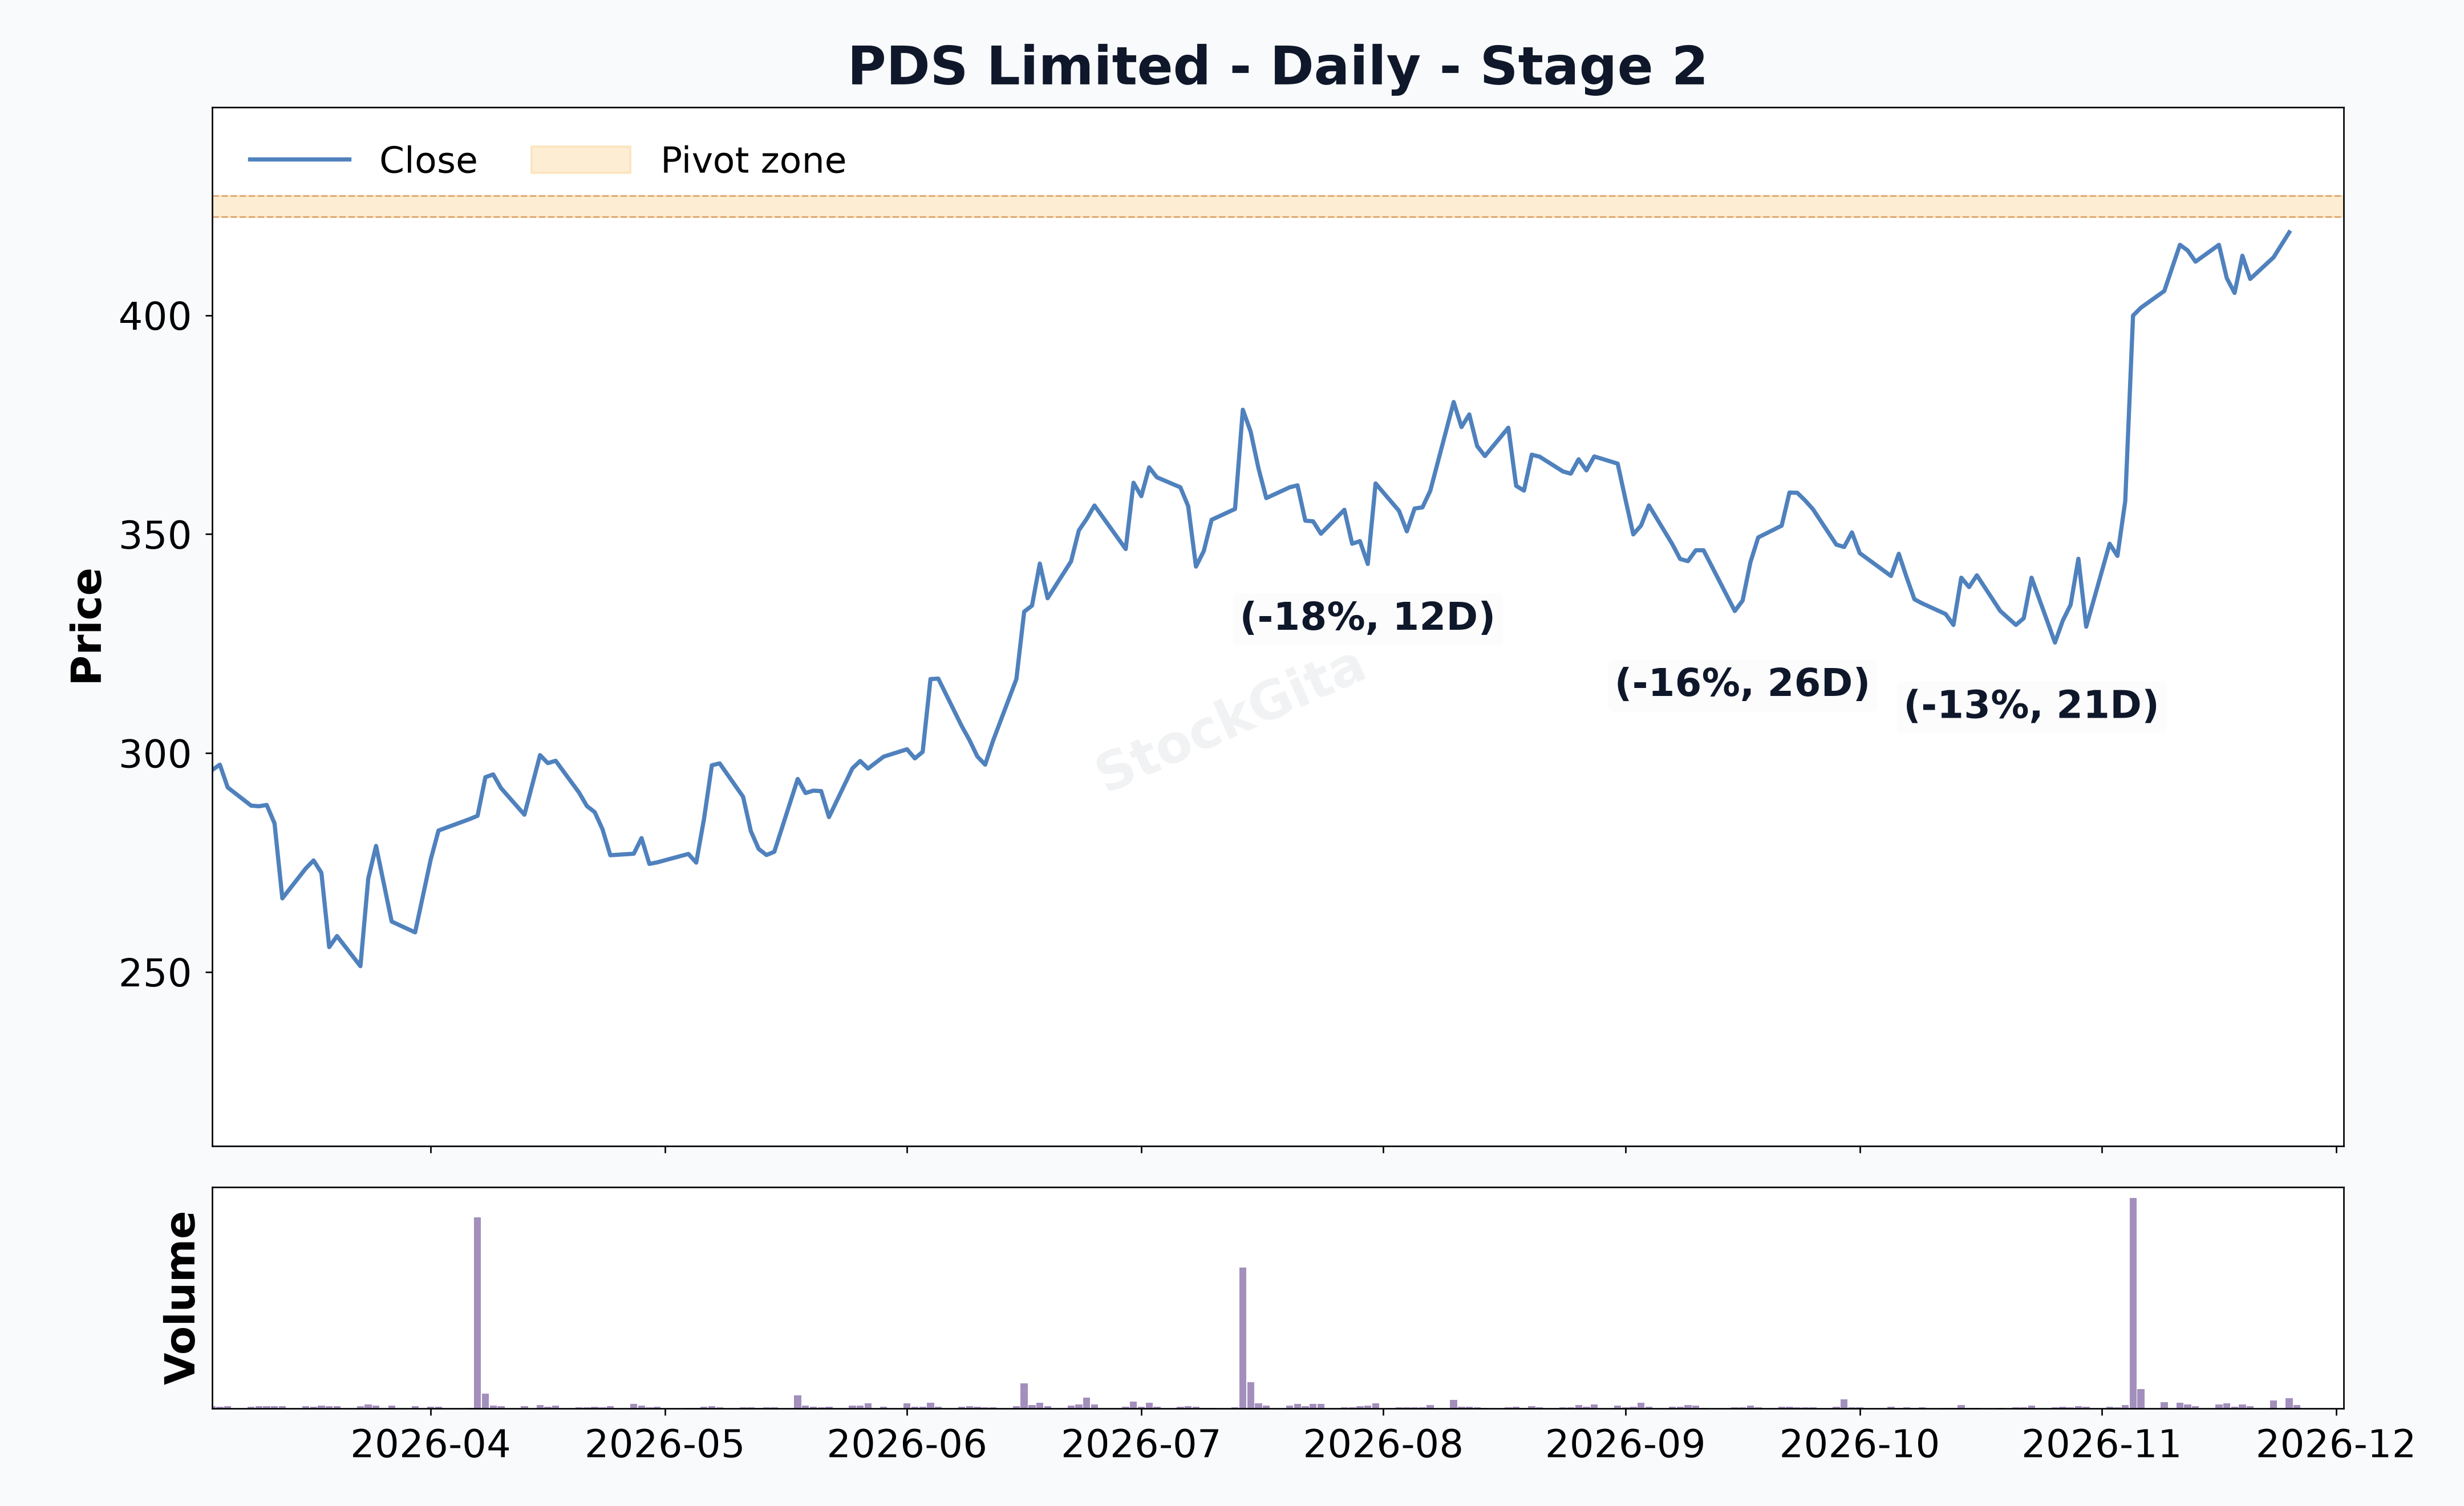 PDS Limited - Daily - Stage 2
Close
Pivot zone
Price
400
350
300
250
(-18%, 12D)
(-16%, 26D)
(-13%, 21D)
StockGita
Volume
2026-04
2026-05
2026-06
2026-07
2026-08
2026-09
2026-10
2026-11
2026-12